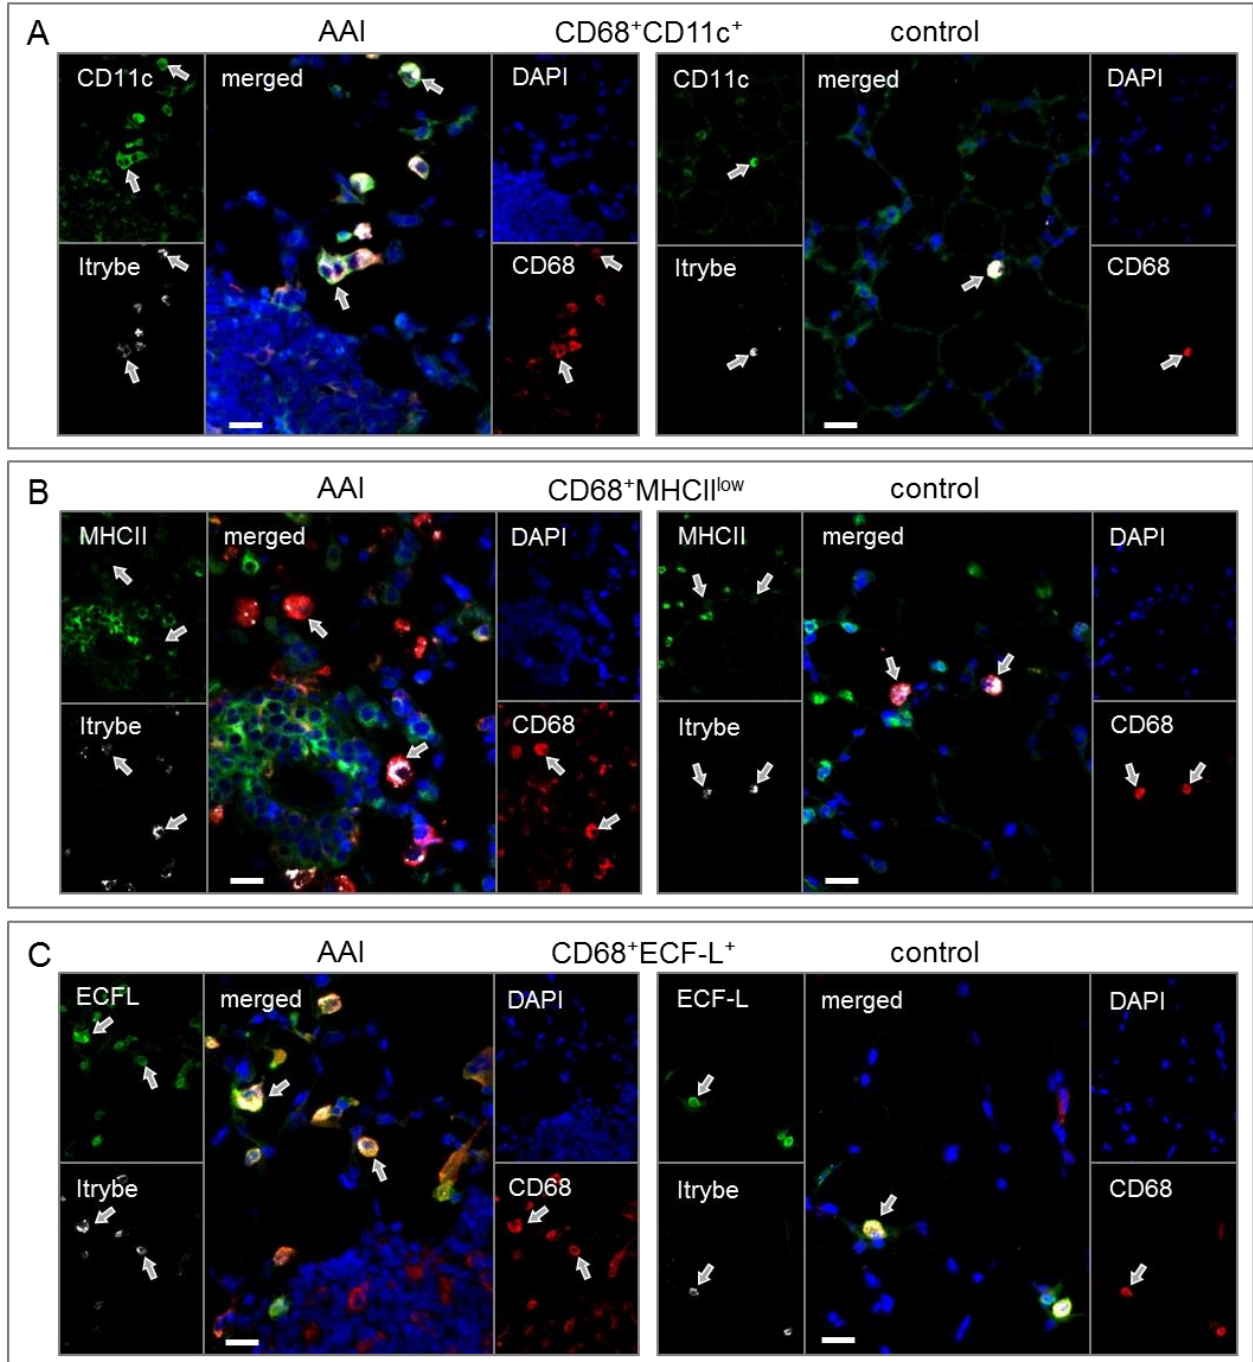 A AAI CD68⁺CD11c⁺ control
CD11c merged DAPI CD11c merged DAPI
Itrybe CD68 Itrybe CD68
B AAI CD68⁺MHCIIˡᵒʷ control
MHCII merged DAPI MHCII merged DAPI
Itrybe CD68 Itrybe CD68
C AAI CD68⁺ECF-L⁺ control
ECFL merged DAPI ECF-L merged DAPI
Itrybe CD68 Itrybe CD68